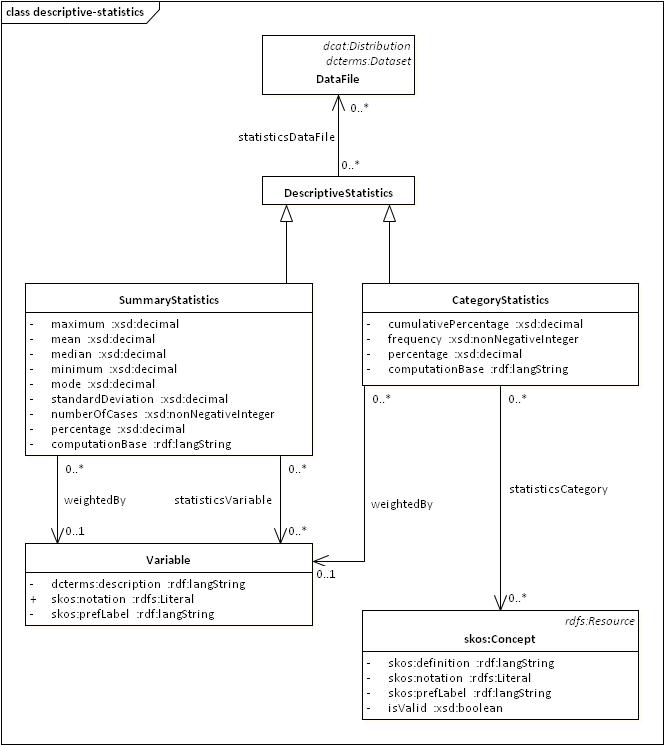 class descriptive-statistics
dcat:Distribution
dcterms:Dataset
DataFile
0..*
statisticsDataFile
0..*
DescriptiveStatistics
SummaryStatistics
- maximum :xsd:decimal
- mean :xsd:decimal
- median :xsd:decimal
- minimum :xsd:decimal
- mode :xsd:decimal
- standardDeviation :xsd:decimal
- numberOfCases :xsd:nonNegativeInteger
- percentage :xsd:decimal
- computationBase :rdf:langString
CategoryStatistics
- cumulativePercentage :xsd:decimal
- frequency :xsd:nonNegativeInteger
- percentage :xsd:decimal
- computationBase :rdf:langString
0..*
0..*
0..*
0..*
weightedBy
statisticsVariable
weightedBy
statisticsCategory
0..1
0..*
0..1
0..*
Variable
- dcterms:description :rdf:langString
+ skos:notation :rdfs:Literal
- skos:prefLabel :rdf:langString
rdfs:Resource
skos:Concept
- skos:definition :rdf:langString
- skos:notation :rdfs:Literal
- skos:prefLabel :rdf:langString
- isValid :xsd:boolean